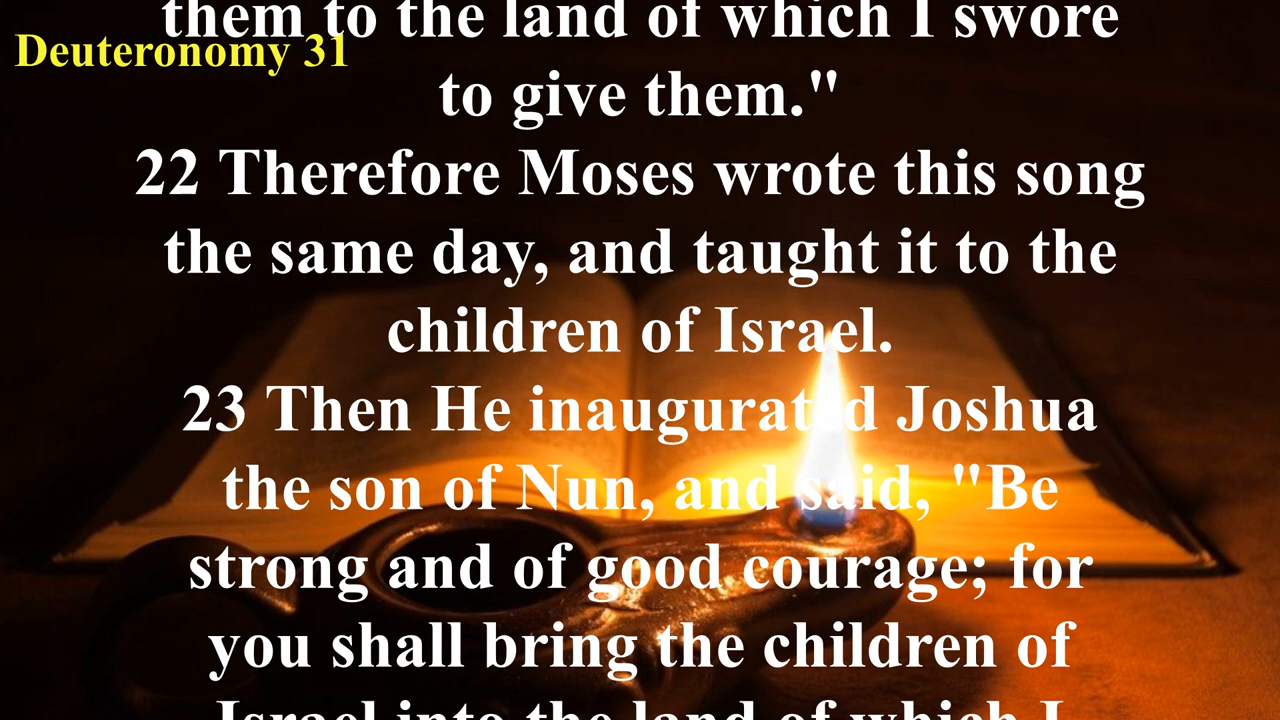 them to the land of which I swore
Deuteronomy 31
to give them."
22 Therefore Moses wrote this song
the same day, and taught it to the
children of Israel.
23 Then He inaugurated Joshua
the son of Nun, and said, "Be
strong and of good courage; for
you shall bring the children of
Israel into the land of which I